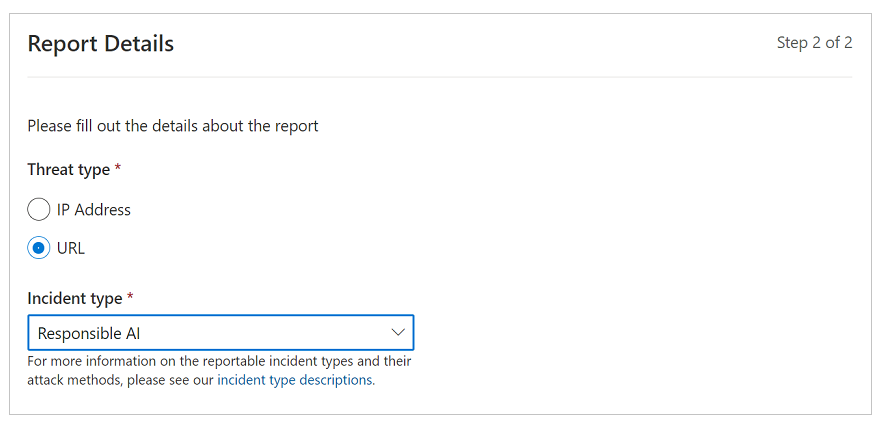 Report Details
Step 2 of 2
Please fill out the details about the report
Threat type *
IP Address
URL
Incident type *
Responsible AI
For more information on the reportable incident types and their
attack methods, please see our incident type descriptions.